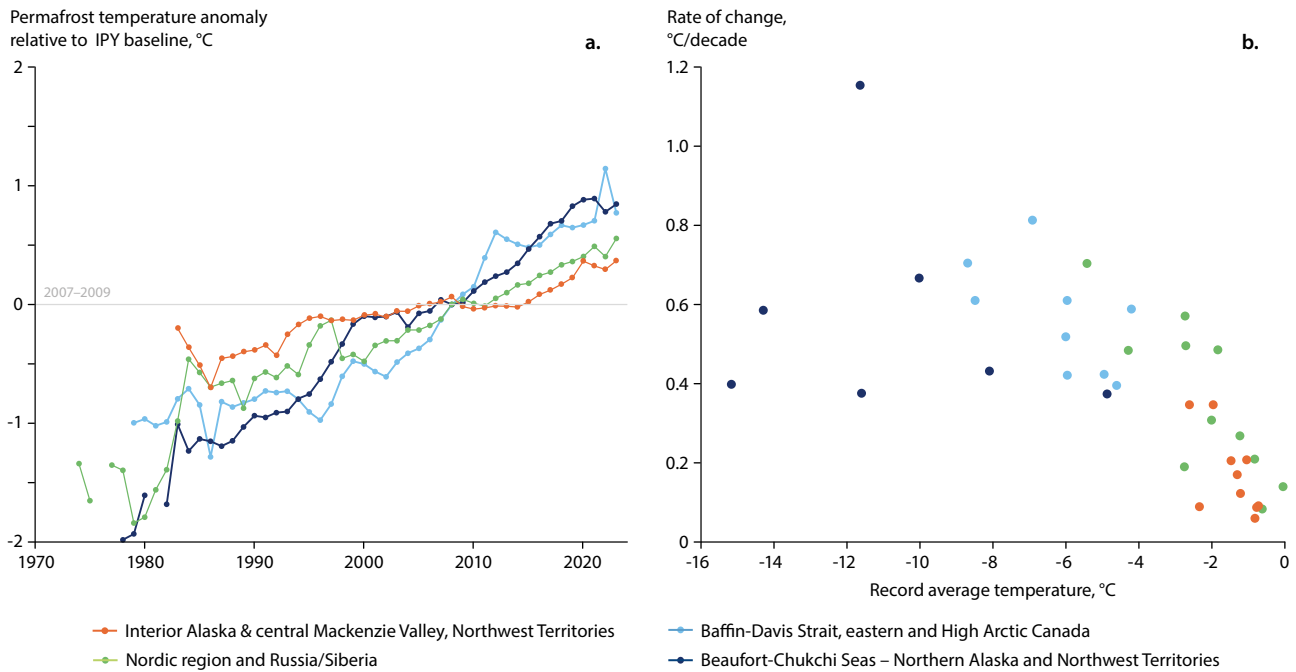 Permafrost temperature anomaly
relative to IPY baseline, °C
a.
2
1
0
-1
-2
2007–2009
1970
1980
1990
2000
2010
2020
Rate of change,
°C/decade
b.
1.2
1.0
0.8
0.6
0.4
0.2
0
-16
-14
-12
-10
-8
-6
-4
-2
0
Record average temperature, °C
Interior Alaska & central Mackenzie Valley, Northwest Territories
Nordic region and Russia/Siberia
Baffin-Davis Strait, eastern and High Arctic Canada
Beaufort-Chukchi Seas – Northern Alaska and Northwest Territories